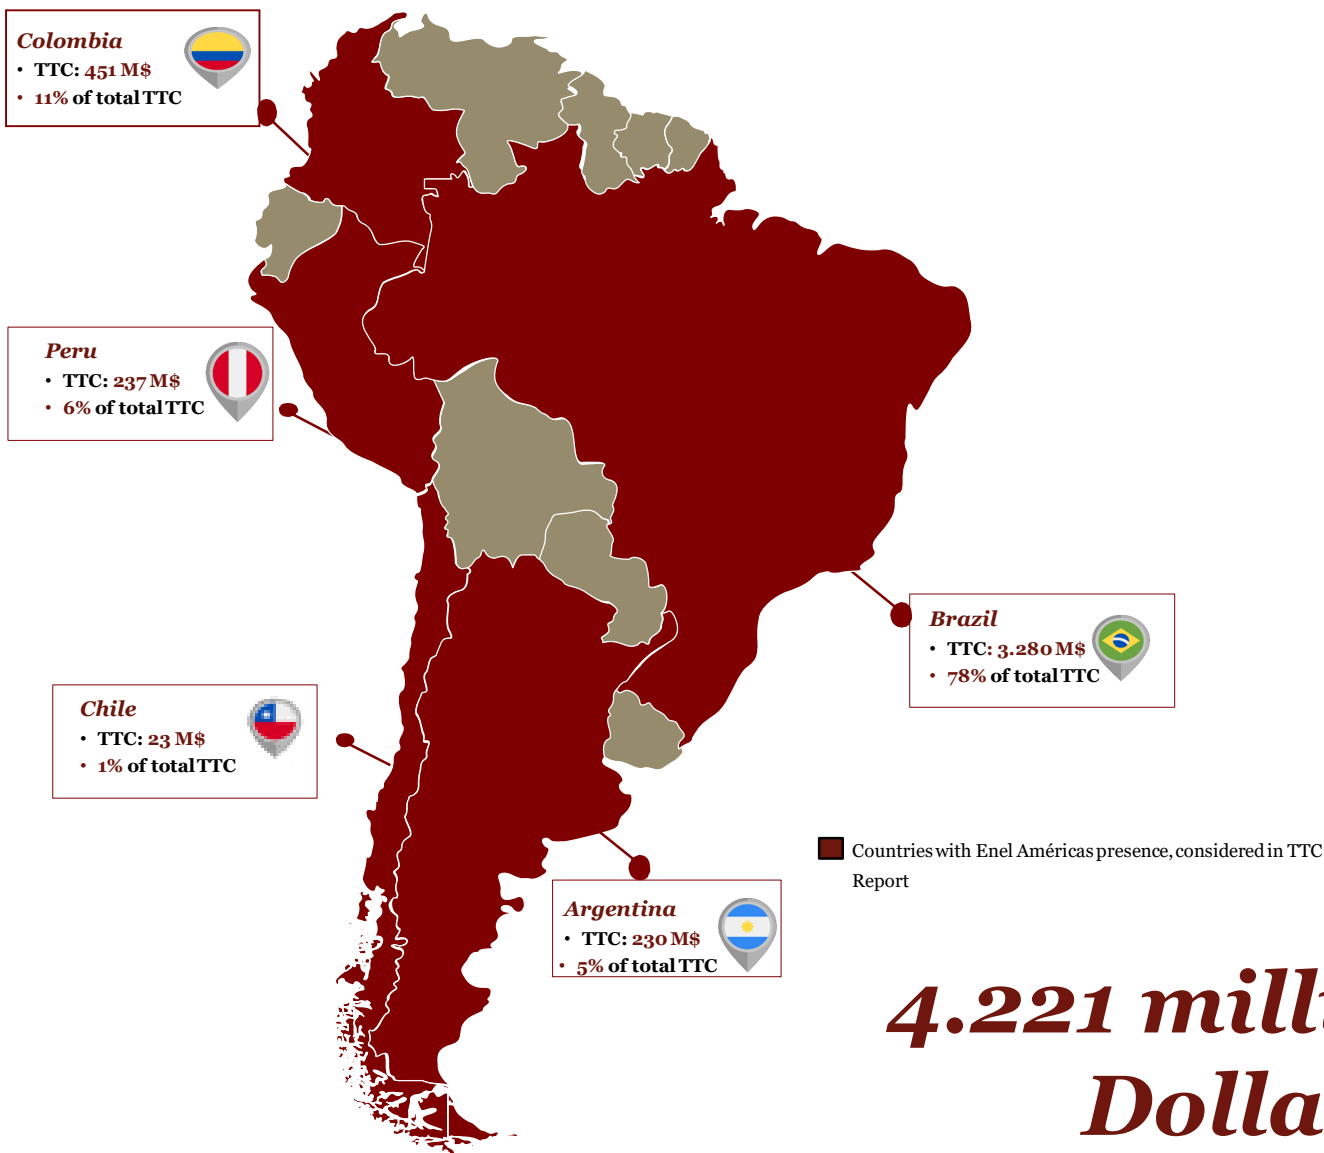 Colombia
• TTC: 451 M$
• 11% of total TTC
Peru
• TTC: 237 M$
• 6% of total TTC
Brazil
• TTC: 3.280 M$
• 78% of total TTC
Chile
• TTC: 23 M$
• 1% of total TTC
Countries with Enel Américas presence, considered in TTC
Report
Argentina
• TTC: 230 M$
• 5% of total TTC
4.221